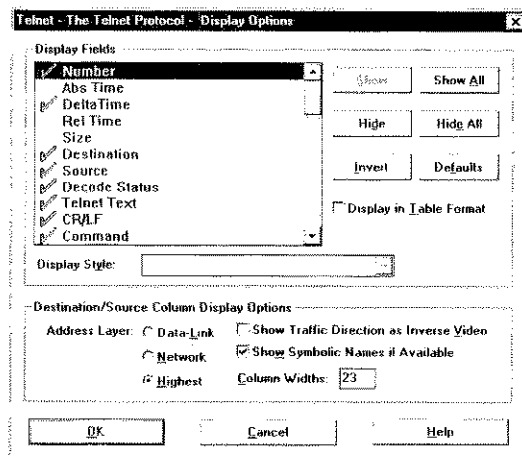 Telnet - The Telnet Protocol - Display Options
Display Fields
Number
Abs Time
DeltaTime
Rel Time
Size
Destination
Source
Decode Status
Telnet Text
CR/LF
Command
Show
Show All
Hide
Hide All
Invert
Defaults
Display in Table Format
Display Style:
Destination/Source Column Display Options
Address Layer:
Data-Link
Network
Highest
Show Traffic Direction as Inverse Video
Show Symbolic Names if Available
Column Widths: 23
OK
Cancel
Help